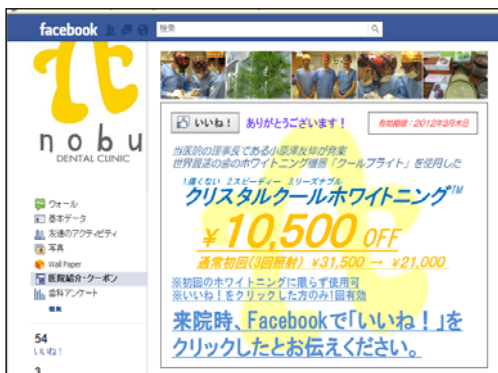 facebook
検索
nobu
DENTAL CLINIC
ウォール
基本データ
友達のアクティビティ
写真
Wall Paper
医院紹介・クーポン
歯科アンケート
編集
54
いいね!
3
いいね! ありがとうございます!
有効期限:2012年3月末日
当医院の理事長である小原澤友伸が発案
世界最速の歯のホワイトニング機器「クールブライト」を使用した
1.痛くない 2.スピーディー 3.リーズナブル
クリスタルクールホワイトニング™
¥10,500 OFF
通常初回(3回照射) ¥31,500 → ¥21,000
※初回のホワイトニングに限らず使用可
※いいね!をクリックした方のみ1回有効
来院時、Facebookで「いいね!」を
クリックしたとお伝えください。